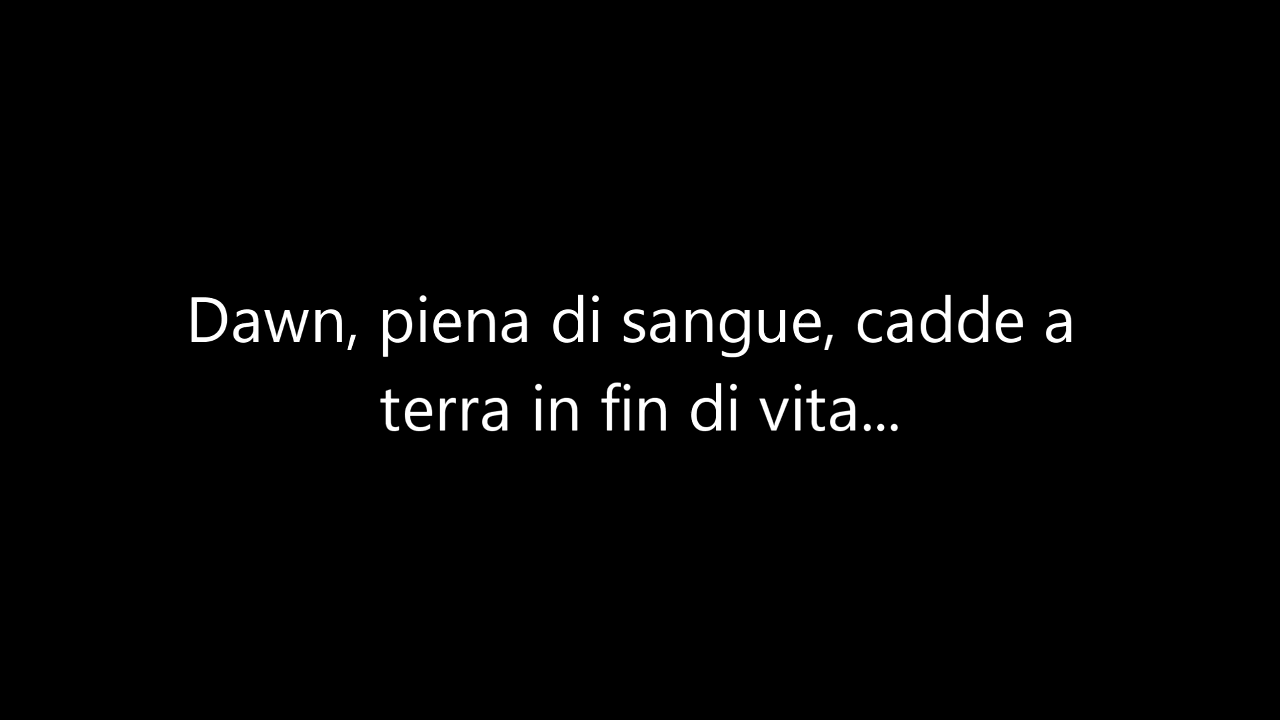 Dawn, piena di sangue, cadde a
terra in fin di vita...